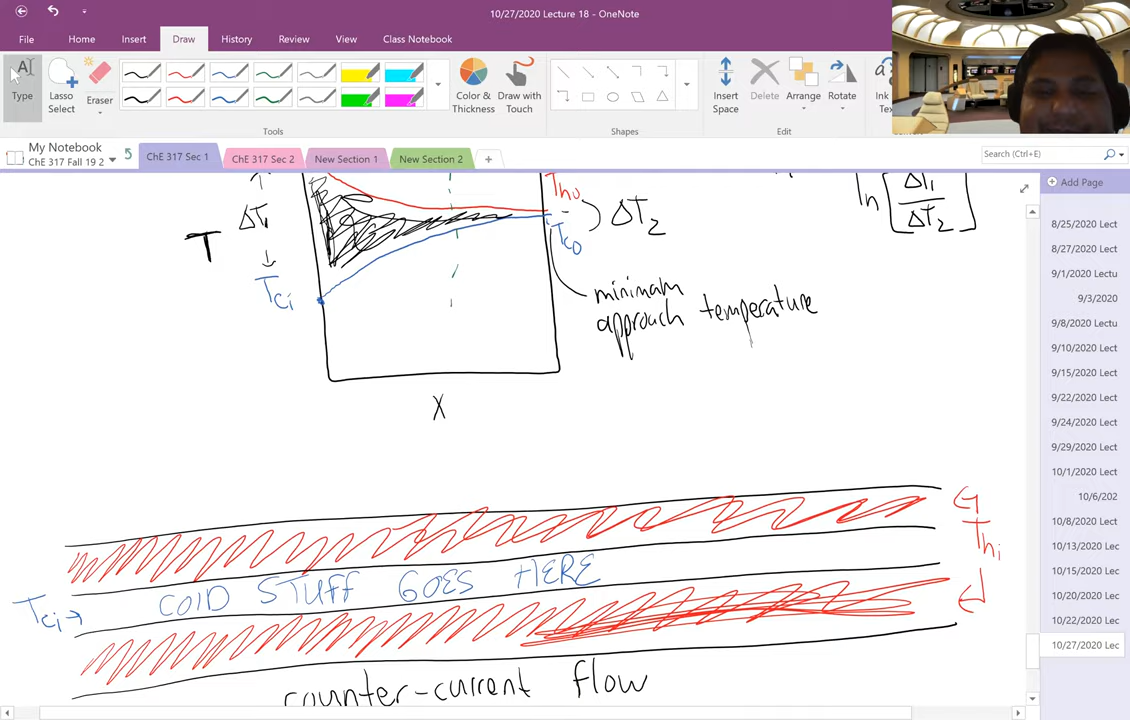 10/27/2020 Lecture 18 - OneNote
File Home Insert Draw History Review View Class Notebook
Type
Lasso Select
Eraser
Color & Thickness
Draw with Touch
Insert Space
Delete
Arrange
Rotate
Tools
Shapes
Edit
My Notebook
ChE 317 Fall 19 2
ChE 317 Sec 1
ChE 317 Sec 2
New Section 1
New Section 2
Search (Ctrl+E)
Add Page
8/25/2020 Lect
8/27/2020 Lect
9/1/2020 Lectu
9/3/2020
9/8/2020 Lectu
9/10/2020 Lect
9/15/2020 Lect
9/22/2020 Lect
9/24/2020 Lect
9/29/2020 Lect
10/1/2020 Lect
10/6/202
10/8/2020 Lect
10/13/2020 Lec
10/15/2020 Lec
10/20/2020 Lec
10/22/2020 Lec
10/27/2020 Lec
T
ΔT1
Tci
Tho
Tco
ΔT2
ln [ΔT1 / ΔT2]
minimam
approach temperature
X
Thi
COlD STUFF GOES HERE
Tci →
counter-current flow